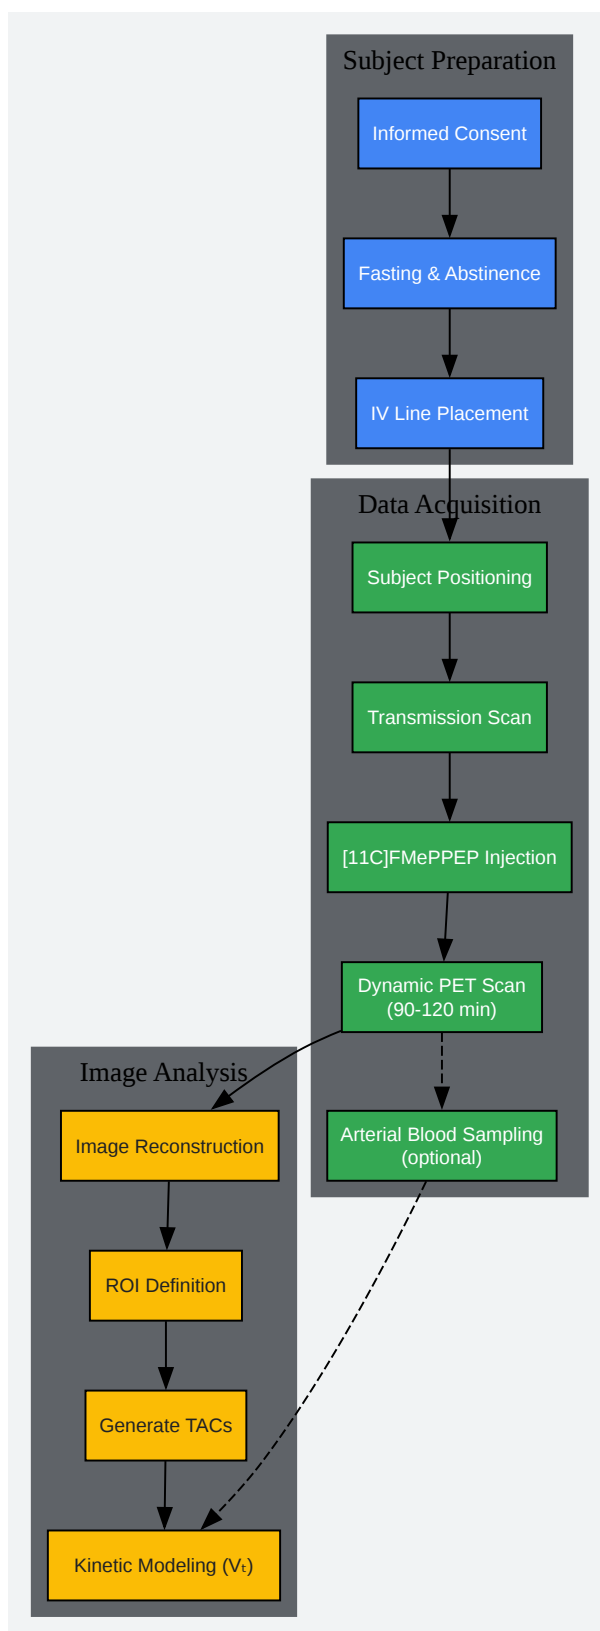 Subject Preparation
Informed Consent
Fasting & Abstinence
IV Line Placement
Data Acquisition
Subject Positioning
Transmission Scan
[11C]FMePPEP Injection
Dynamic PET Scan
(90-120 min)
Arterial Blood Sampling
(optional)
Image Analysis
Image Reconstruction
ROI Definition
Generate TACs
Kinetic Modeling (Vₜ)